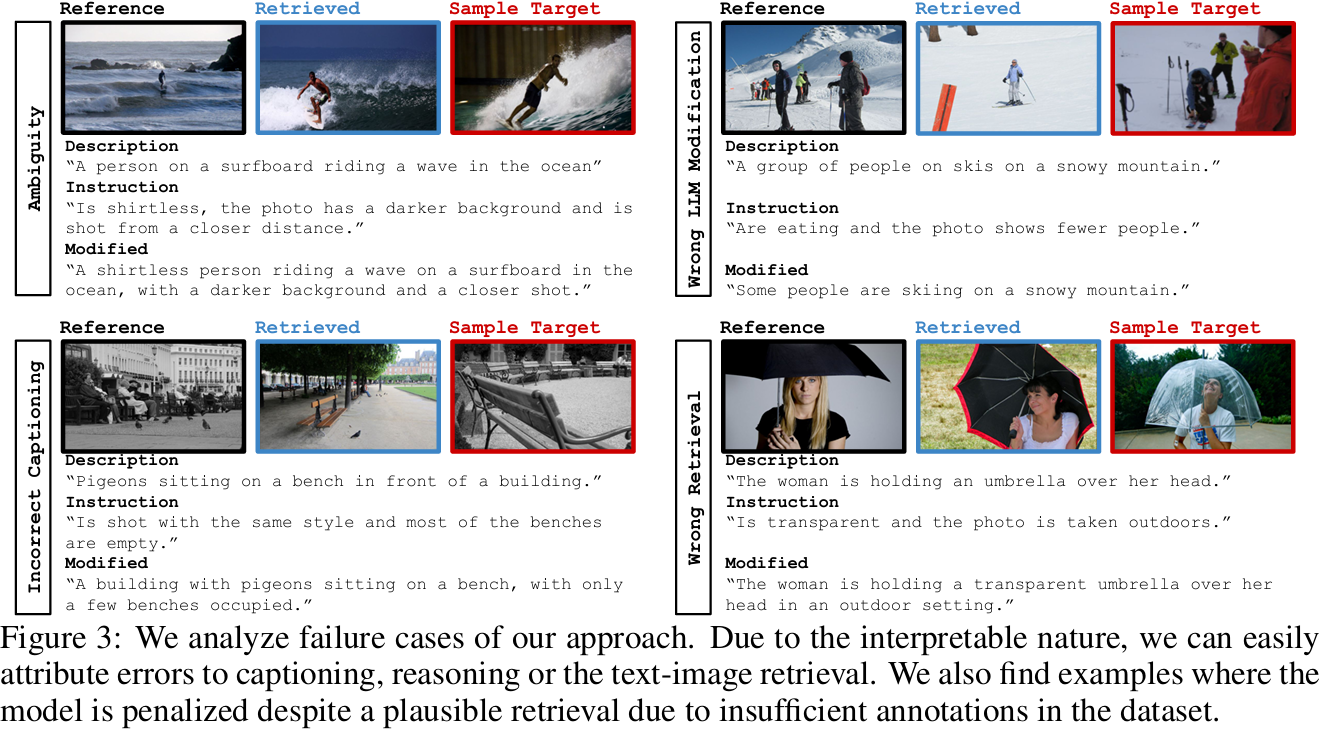 Reference Retrieved Sample Target
Ambiguity
Description
“A person on a surfboard riding a wave in the ocean”
Instruction
“Is shirtless, the photo has a darker background and is
shot from a closer distance.”
Modified
“A shirtless person riding a wave on a surfboard in the
ocean, with a darker background and a closer shot.”
Reference Retrieved Sample Target
Wrong LLM Modification
Description
“A group of people on skis on a snowy mountain.”
Instruction
“Are eating and the photo shows fewer people.”
Modified
“Some people are skiing on a snowy mountain.”
Reference Retrieved Sample Target
Incorrect Captioning
Description
“Pigeons sitting on a bench in front of a building.”
Instruction
“Is shot with the same style and most of the benches
are empty.”
Modified
“A building with pigeons sitting on a bench, with only
a few benches occupied.”
Reference Retrieved Sample Target
Wrong Retrieval
Description
“The woman is holding an umbrella over her head.”
Instruction
“Is transparent and the photo is taken outdoors.”
Modified
“The woman is holding a transparent umbrella over her
head in an outdoor setting.”
Figure 3: We analyze failure cases of our approach. Due to the interpretable nature, we can easily
attribute errors to captioning, reasoning or the text-image retrieval. We also find examples where the
model is penalized despite a plausible retrieval due to insufficient annotations in the dataset.